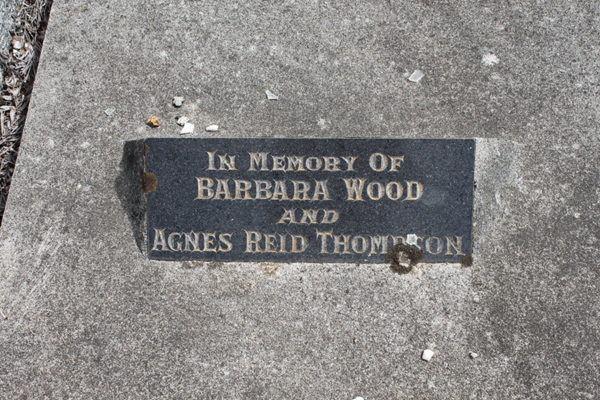 In Memory Of
Barbara Wood
and
Agnes Reid Thompson